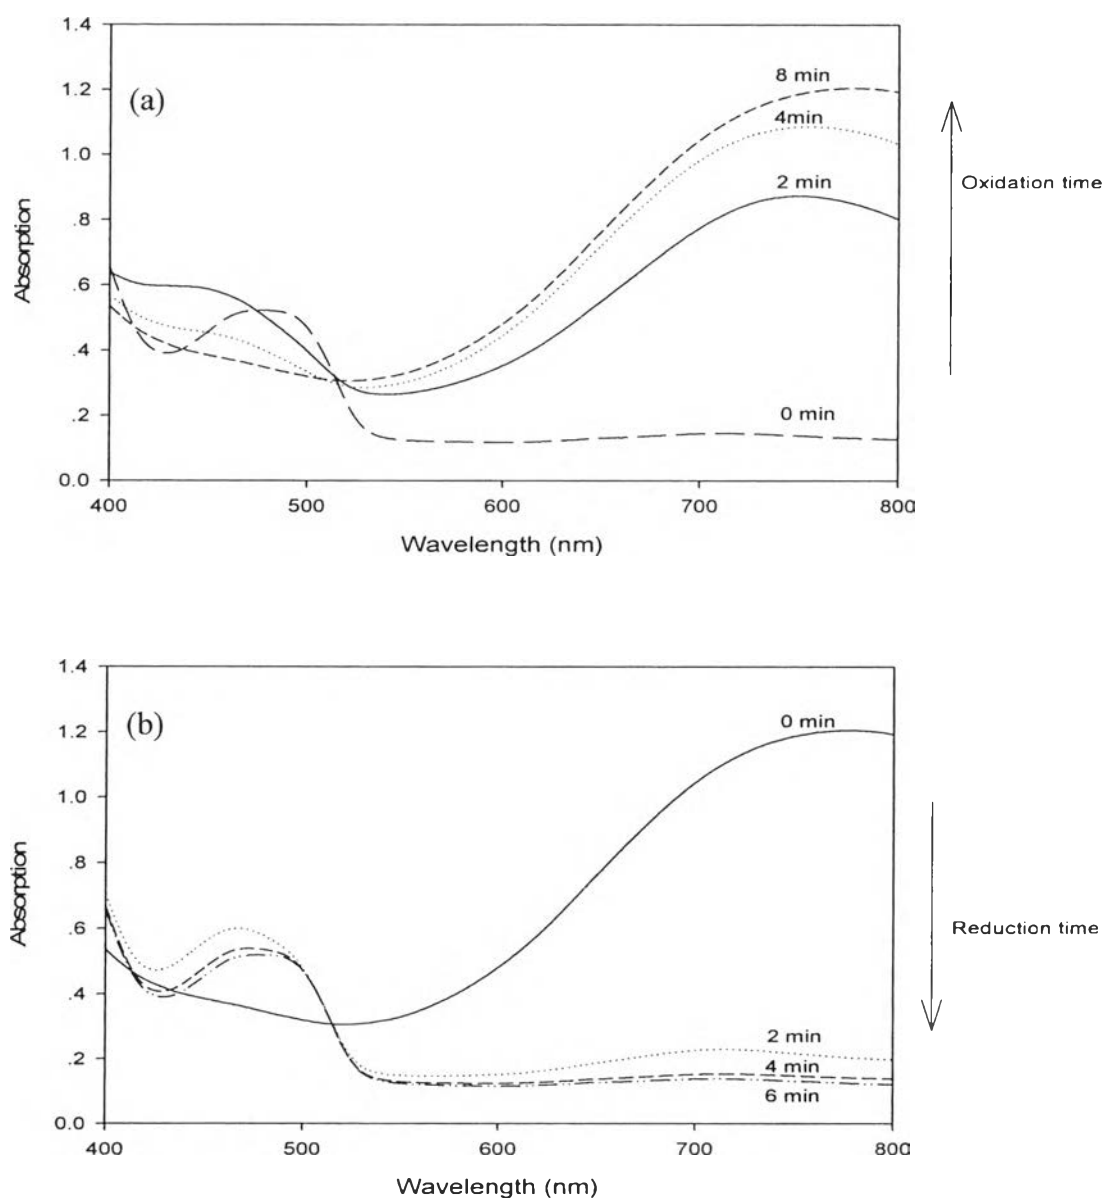 1.4
(a)
8 min
1.2
4min
1.0
2 min
Oxidation time
.8
Absorption
.6
.4
0 min
.2
0.0
400 500 600 700 800
Wavelength (nm)
1.4
(b)
0 min
1.2
1.0
.8
Absorption
Reduction time
.6
.4
2 min
.2
4 min
6 min
0.0
400 500 600 700 800
Wavelength (nm)